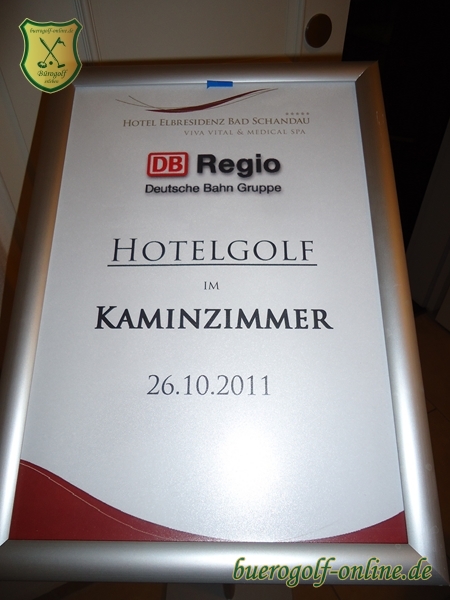 buerogolf-online.de
Bürogolf
HOTEL ELBRESIDENZ BAD SCHANDAU
VIVA VITAL & MEDICAL SPA
DB Regio
Deutsche Bahn Gruppe
HOTELGOLF
IM
KAMINZIMMER
26.10.2011
buerogolf-online.de